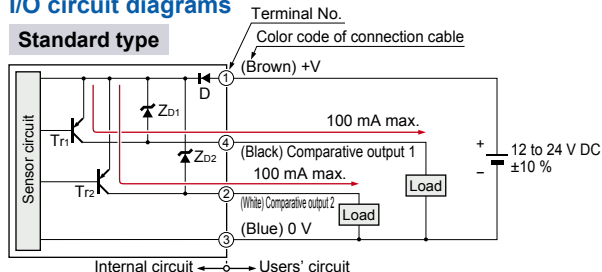 I/O circuit diagrams
Standard type
Terminal No.
Color code of connection cable
1 (Brown) +V
D
ZD1
100 mA max.
Tr1
4 (Black) Comparative output 1
ZD2
100 mA max.
Tr2
2 (White) Comparative output 2
Load
Load
+
12 to 24 V DC
±10 %
−
Sensor circuit
3 (Blue) 0 V
Internal circuit Users' circuit